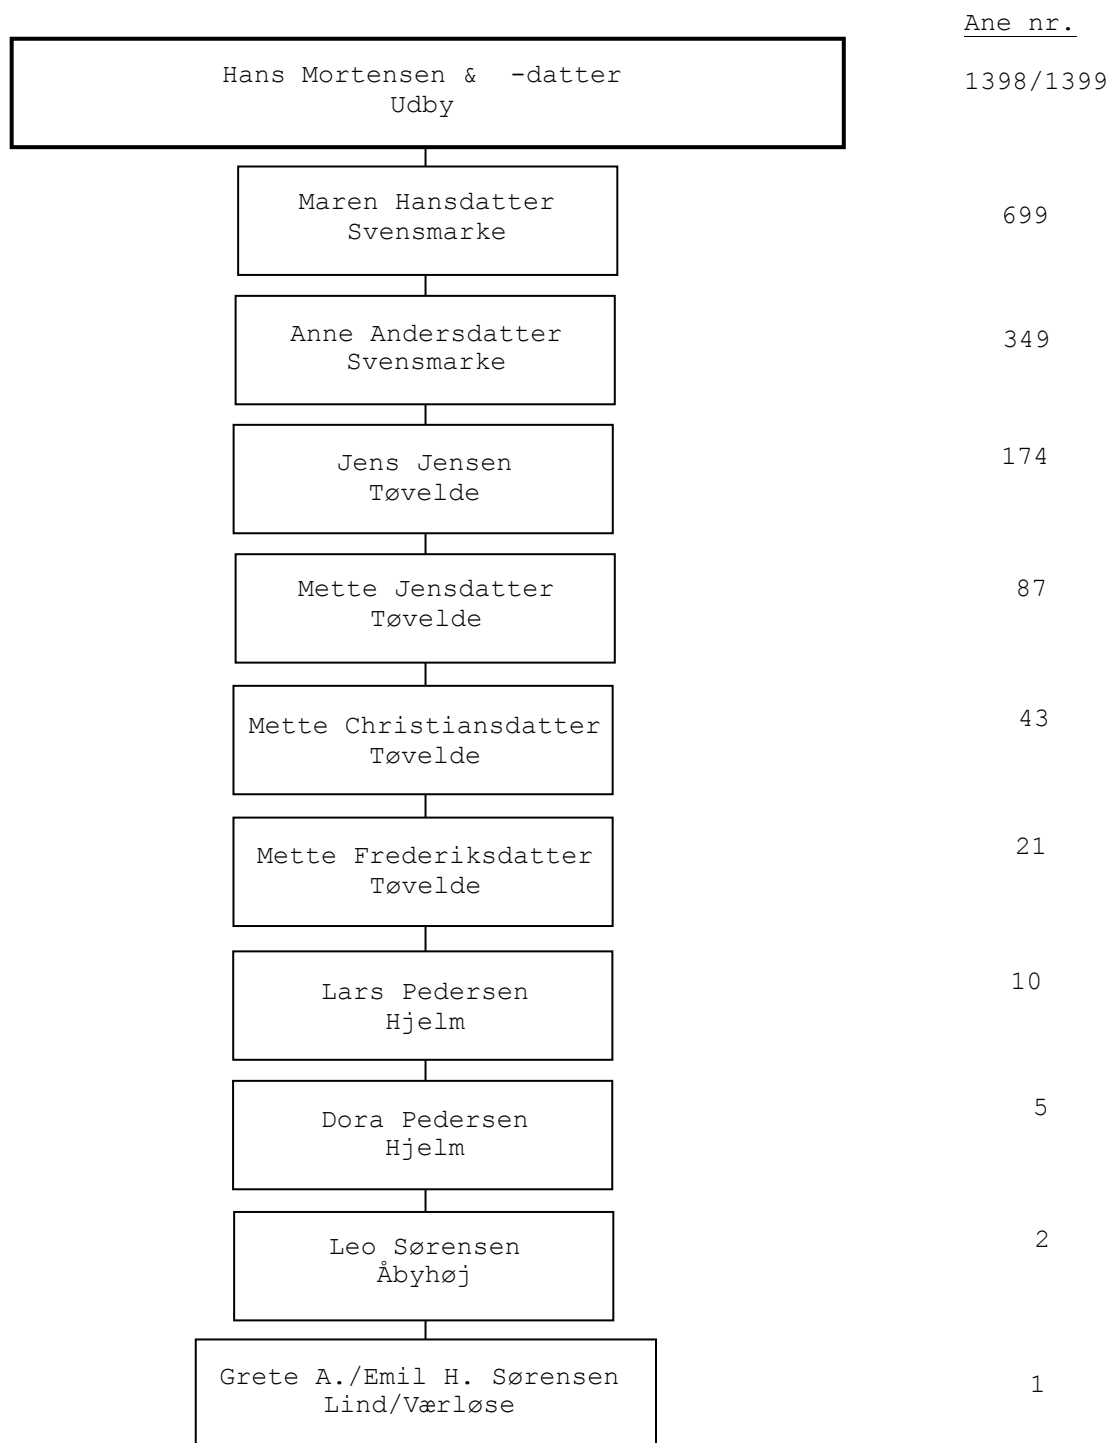 Ane nr.
Hans Mortensen &  -datter
Udby
1398/1399
Maren Hansdatter
Svensmarke
699
Anne Andersdatter
Svensmarke
349
Jens Jensen
Tøvelde
174
Mette Jensdatter
Tøvelde
87
Mette Christiansdatter
Tøvelde
43
Mette Frederiksdatter
Tøvelde
21
Lars Pedersen
Hjelm
10
Dora Pedersen
Hjelm
5
Leo Sørensen
Åbyhøj
2
Grete A./Emil H. Sørensen
Lind/Værløse
1